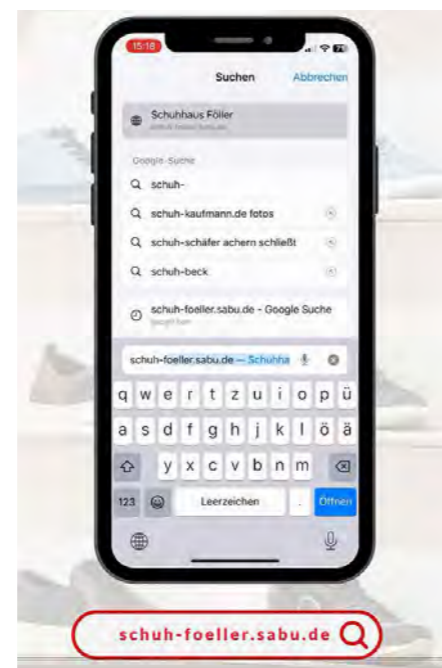 15:18
Suchen Abbrechen
Schuhhaus Föller
Google-Suche
schuh-
schuh-kaufmann.de fotos
schuh-schäfer achern schließt
schuh-beck
schuh-foeller.sabu.de - Google Suche
schuh-foeller.sabu.de — Schuhha
q w e r t z u i o p ü
a s d f g h j k l ö ä
y x c v b n m
123 Leerzeichen . Öffnen
schuh-foeller.sabu.de